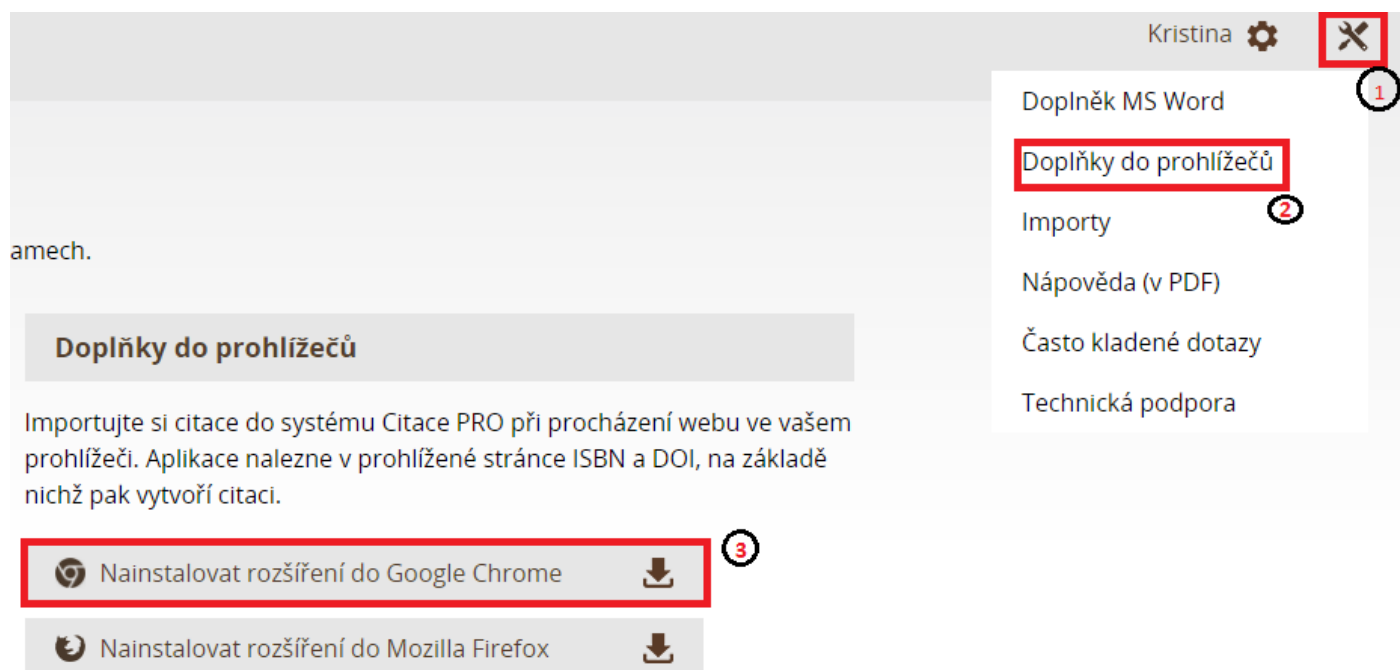 Kristina
1
Doplněk MS Word
Doplňky do prohlížečů
2
Importy
Nápověda (v PDF)
Často kladené dotazy
Technická podpora
amech.
Doplňky do prohlížečů
Importujte si citace do systému Citace PRO při procházení webu ve vašem
prohlížeči. Aplikace nalezne v prohlížené stránce ISBN a DOI, na základě
nichž pak vytvoří citaci.
3
Nainstalovat rozšíření do Google Chrome
Nainstalovat rozšíření do Mozilla Firefox